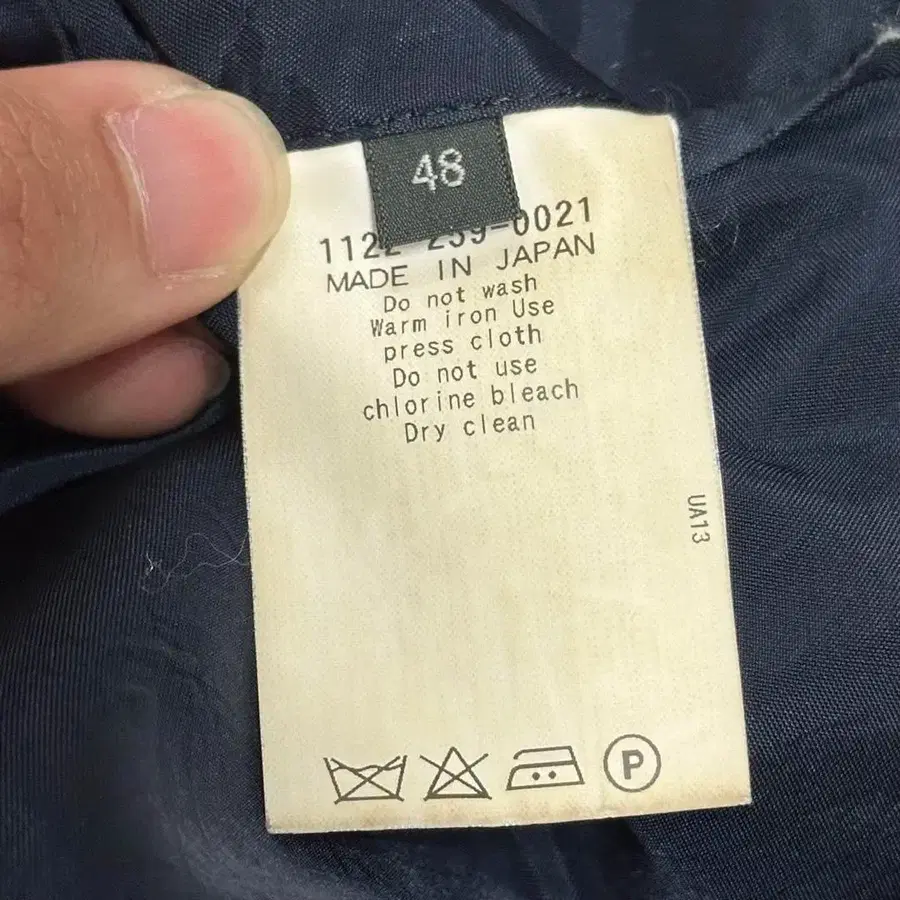 48
1122-239-0021
MADE IN JAPAN
Do not wash
Warm iron Use
press cloth
Do not use
chlorine bleach
Dry clean
UA13
P